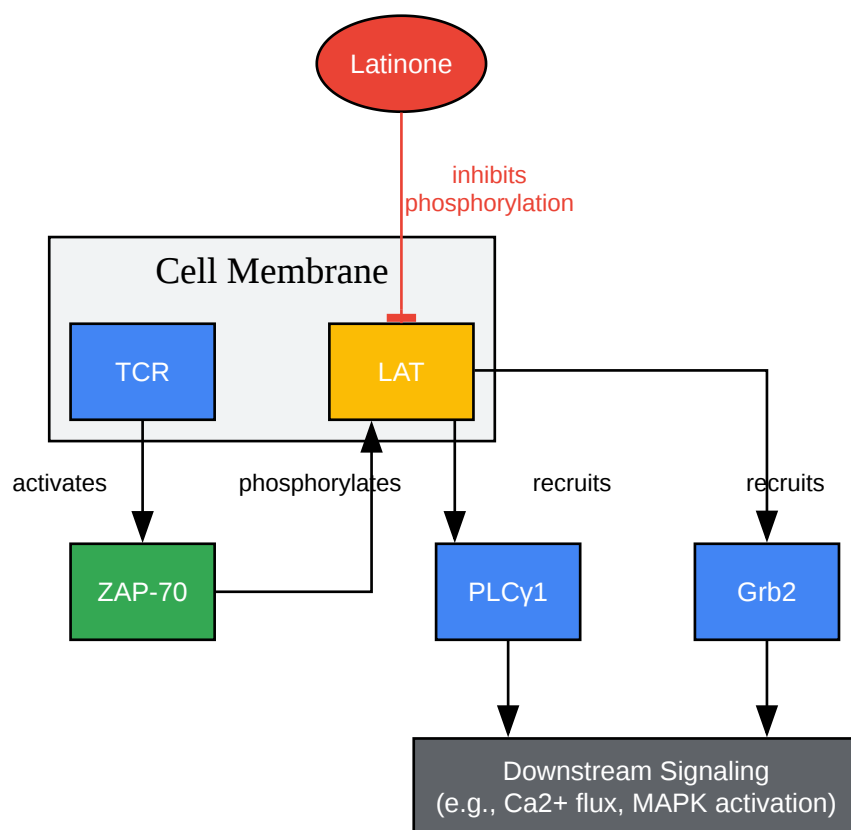 Latinone
inhibits
phosphorylation
Cell Membrane
TCR
LAT
activates
phosphorylates
recruits
recruits
ZAP-70
PLCγ1
Grb2
Downstream Signaling
(e.g., Ca2+ flux, MAPK activation)